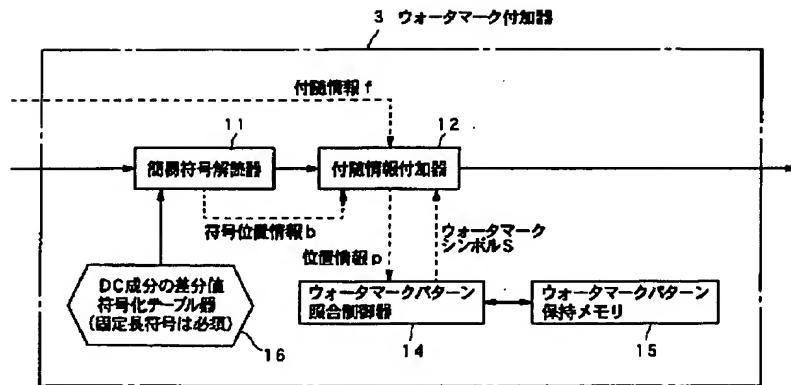 3 ウォータマーク付加器
付随情報 f
11
12
簡易符号解読器
付随情報付加器
符号位置情報 b
位置情報 p
ウォータマーク
シンボル S
DC成分の差分値
符号化テーブル器
(固定長符号は必須)
16
ウォータマークパターン
照合制御器
14
ウォータマークパターン
保持メモリ
15